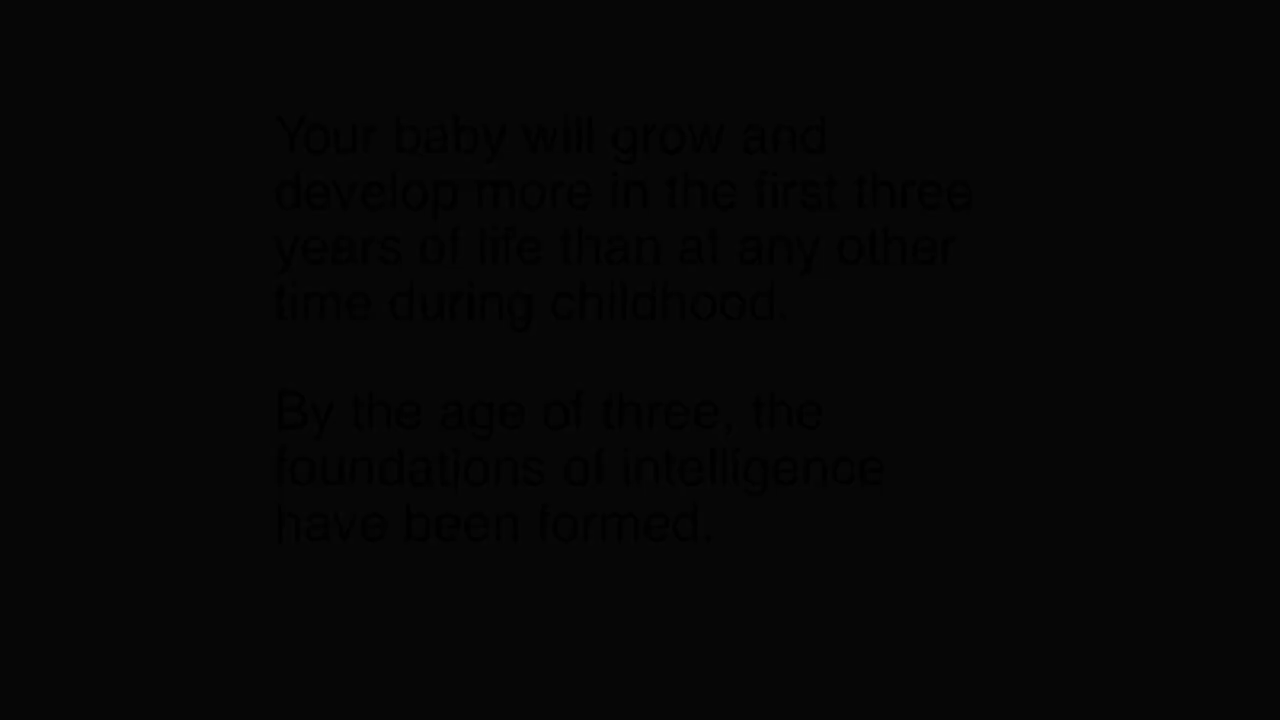 Your baby will grow and
develop more in the first three
years of life than at any other
time during childhood.
By the age of three, the
foundations of intelligence
have been formed.